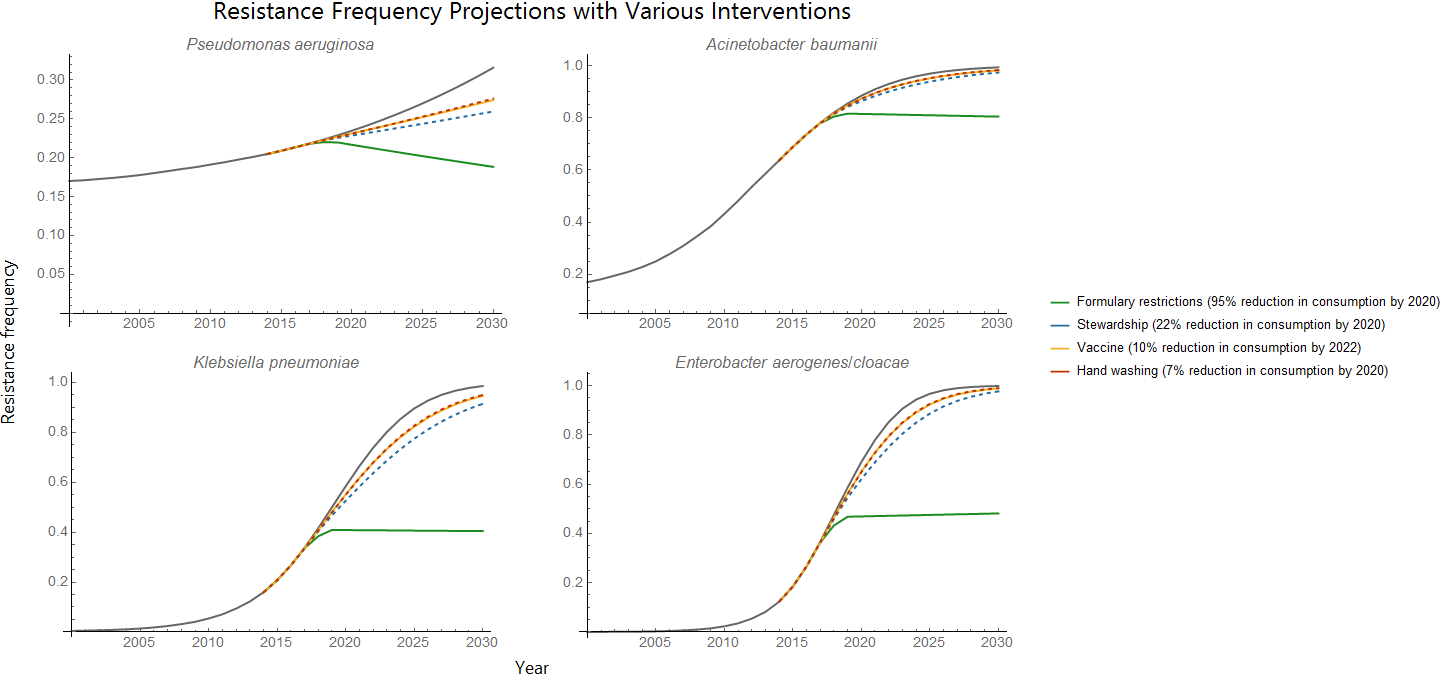 Resistance Frequency Projections with Various Interventions
Pseudomonas aeruginosa
0.30
0.25
0.20
0.15
0.10
0.05
2005 2010 2015 2020 2025 2030
Acinetobacter baumanii
1.0
0.8
0.6
0.4
0.2
2005 2010 2015 2020 2025 2030
Resistance frequency
Klebsiella pneumoniae
1.0
0.8
0.6
0.4
0.2
2005 2010 2015 2020 2025 2030
Enterobacter aerogenes/cloacae
1.0
0.8
0.6
0.4
0.2
2005 2010 2015 2020 2025 2030
Year
Formulary restrictions (95% reduction in consumption by 2020)
Stewardship (22% reduction in consumption by 2020)
Vaccine (10% reduction in consumption by 2022)
Hand washing (7% reduction in consumption by 2020)